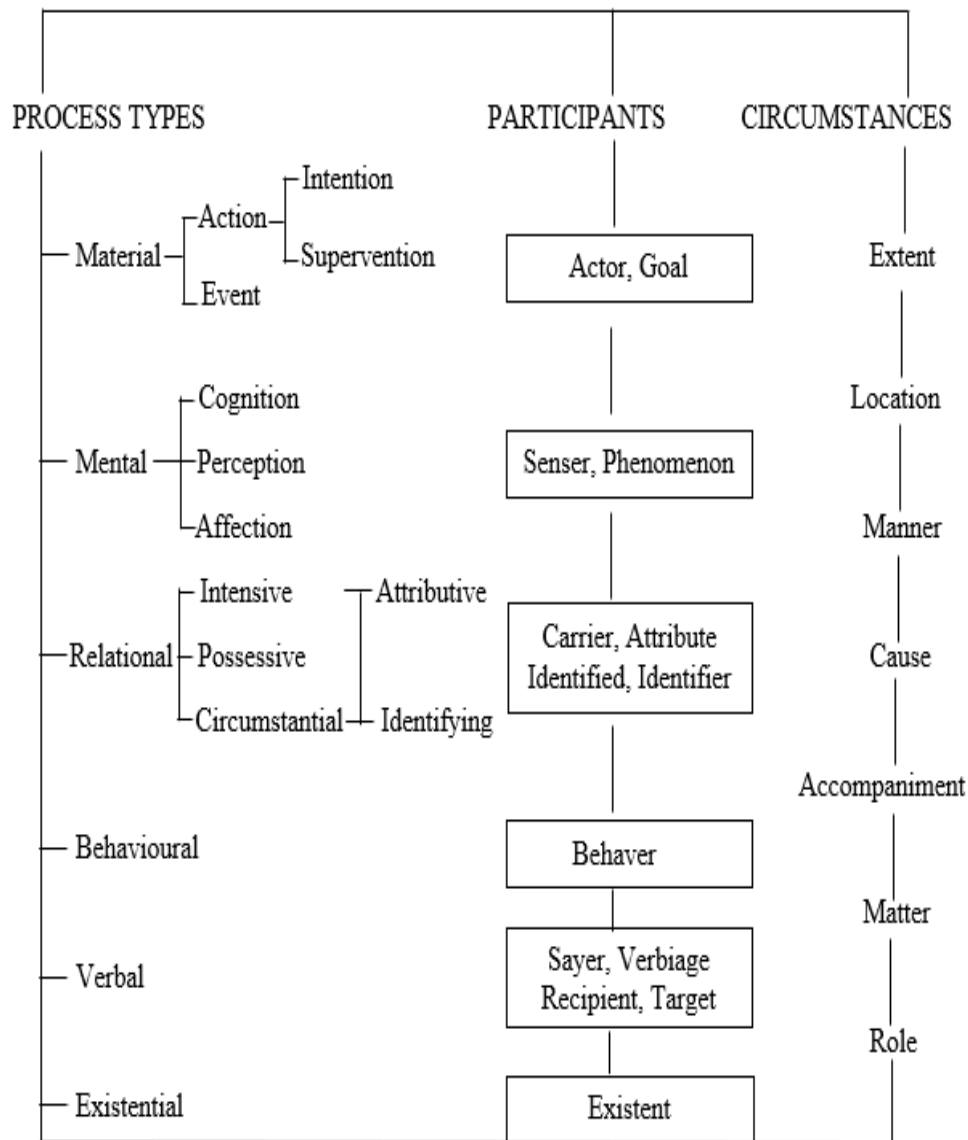 PROCESS TYPES
PARTICIPANTS
CIRCUMSTANCES
Intention
Action
Material
Supervention
Event
Actor, Goal
Extent
Cognition
Location
Mental
Perception
Senser, Phenomenon
Affection
Manner
Intensive
Attributive
Relational
Possessive
Carrier, Attribute
Identified, Identifier
Cause
Circumstantial
Identifying
Accompaniment
Behavioural
Behaver
Matter
Verbal
Sayer, Verbiage
Recipient, Target
Role
Existential
Existent